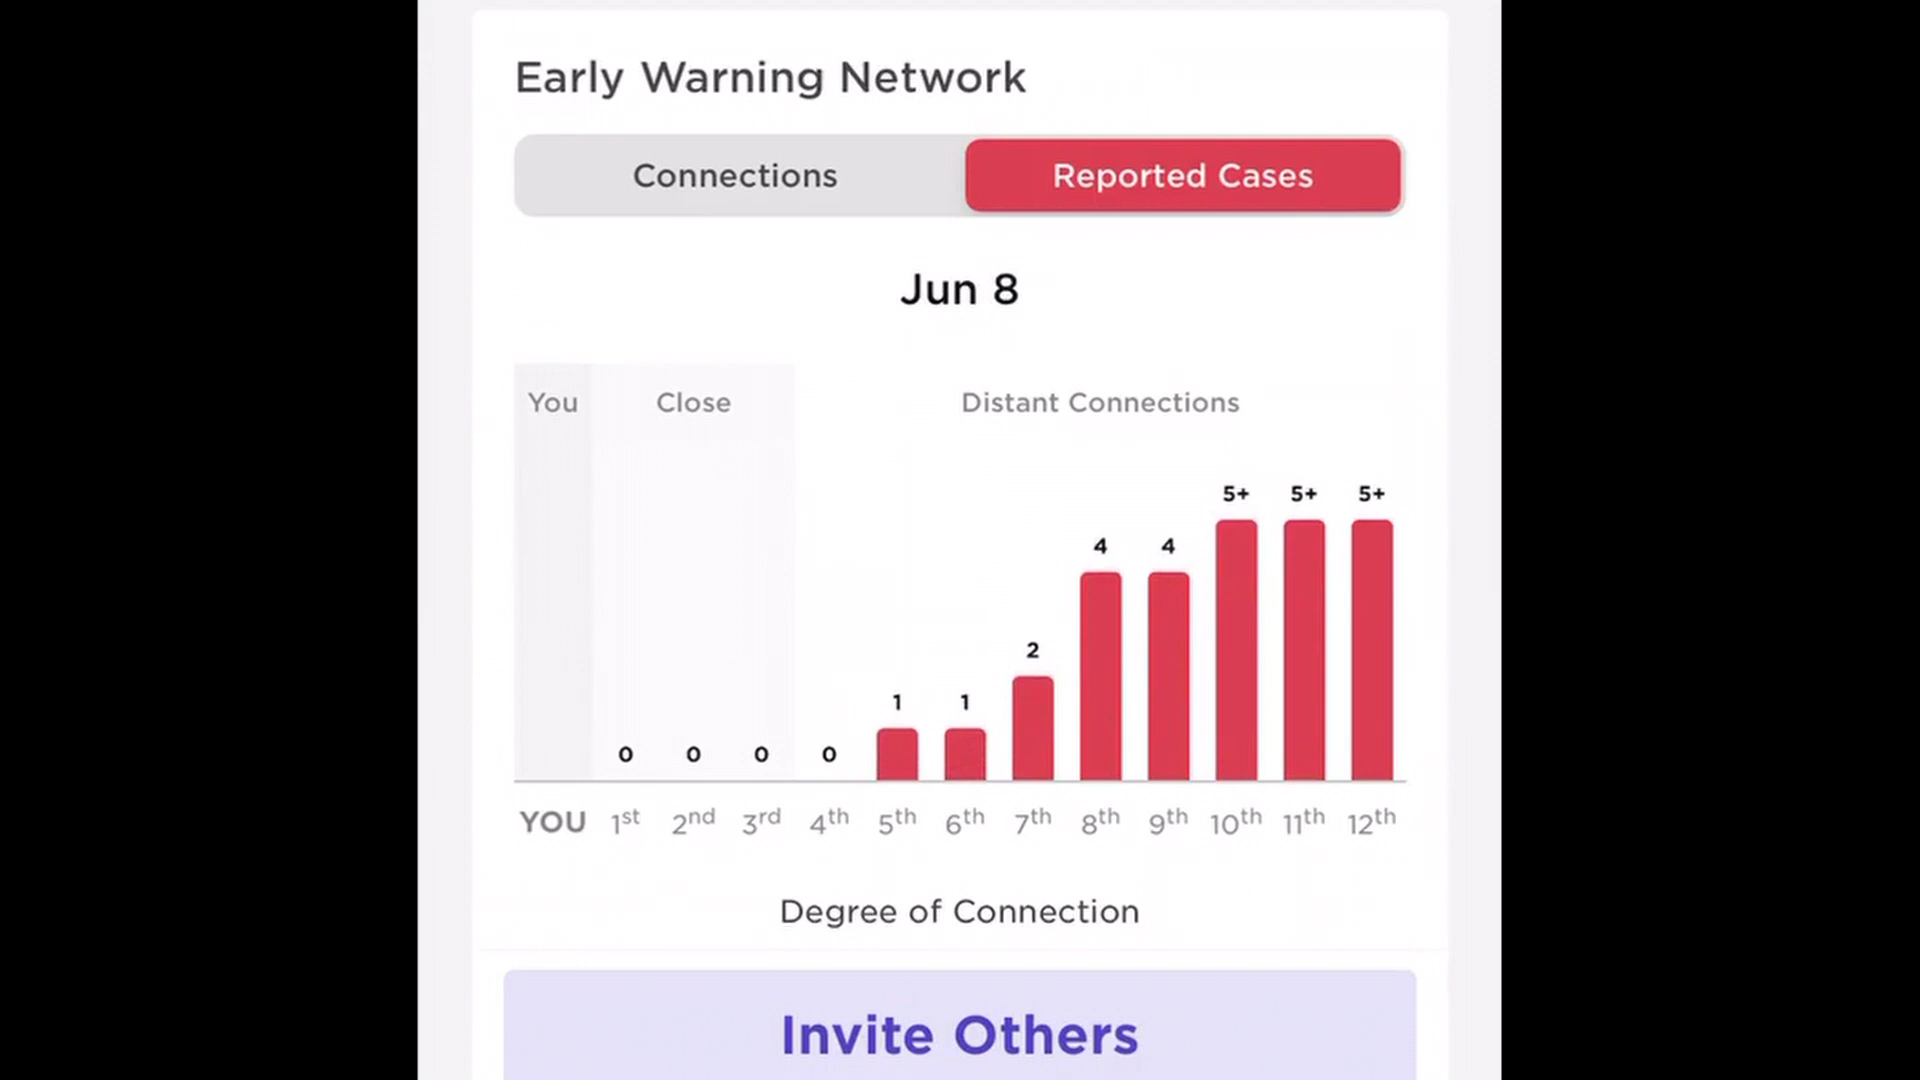 Early Warning Network
Connections Reported Cases
Jun 8
You Close Distant Connections
5+ 5+ 5+
4 4
2
1 1
0 0 0 0
YOU 1st 2nd 3rd 4th 5th 6th 7th 8th 9th 10th 11th 12th
Degree of Connection
Invite Others